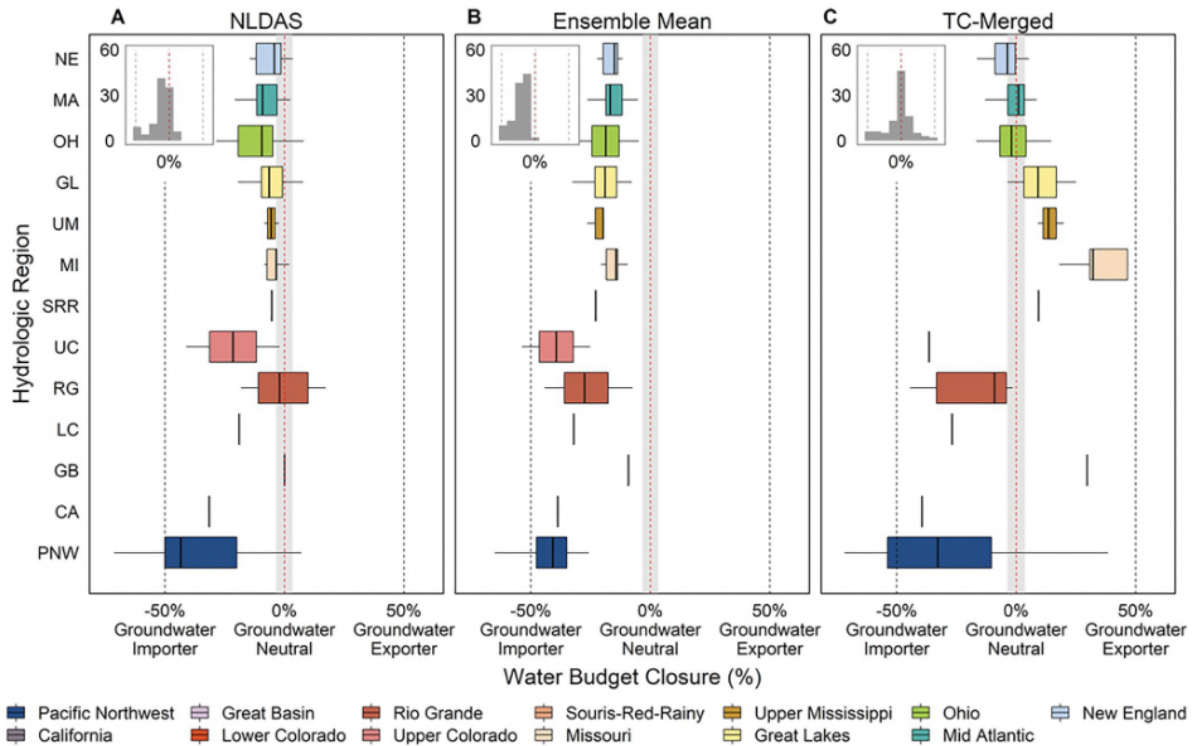 A NLDAS
B Ensemble Mean
C TC-Merged
Hydrologic Region
NE
MA
OH
GL
UM
MI
SRR
UC
RG
LC
GB
CA
PNW
60
30
0
0%
60
30
0
0%
60
30
0
0%
-50% 0% 50% -50% 0% 50% -50% 0% 50%
Groundwater Groundwater Groundwater Groundwater Groundwater Groundwater Groundwater Groundwater Groundwater
Importer Neutral Exporter Importer Neutral Exporter Importer Neutral Exporter
Water Budget Closure (%)
Pacific Northwest Great Basin Rio Grande Souris-Red-Rainy Upper Mississippi Ohio New England
California Lower Colorado Upper Colorado Missouri Great Lakes Mid Atlantic